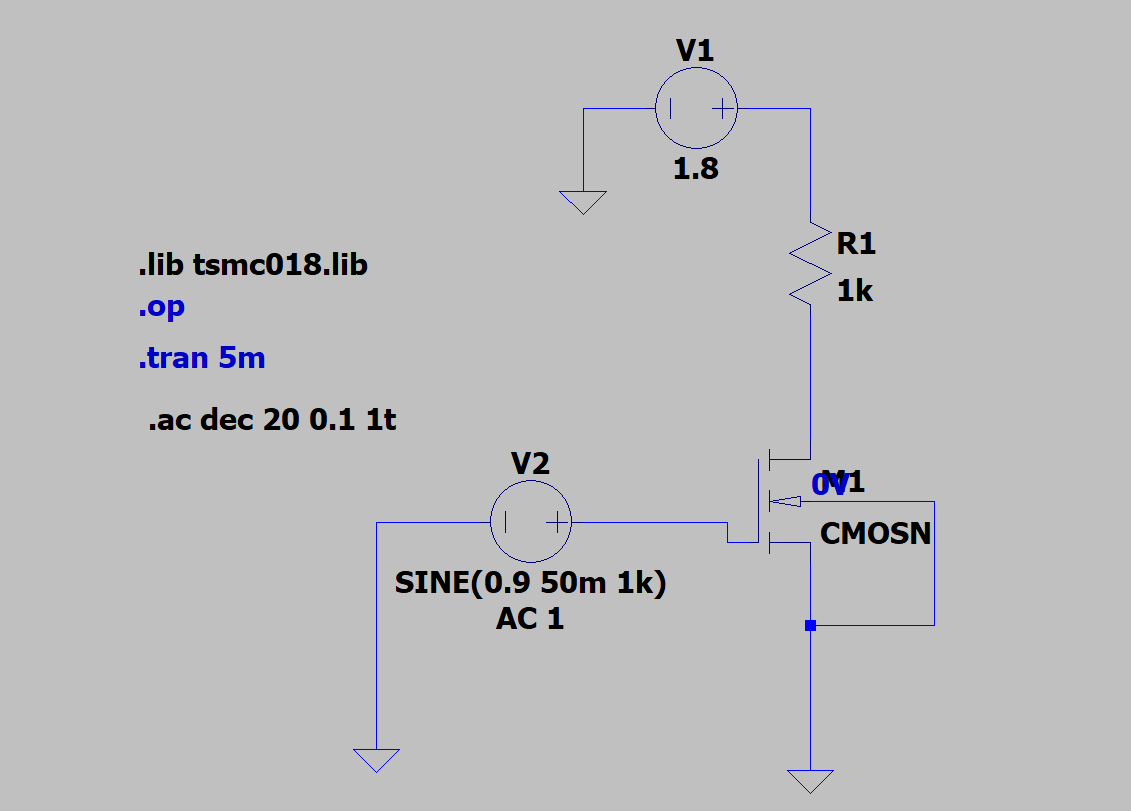 V1
1.8
.lib tsmc018.lib
R1
.op
1k
.tran 5m
.ac dec 20 0.1 1t
V2
0V
M1
CMOSN
SINE(0.9 50m 1k)
AC 1